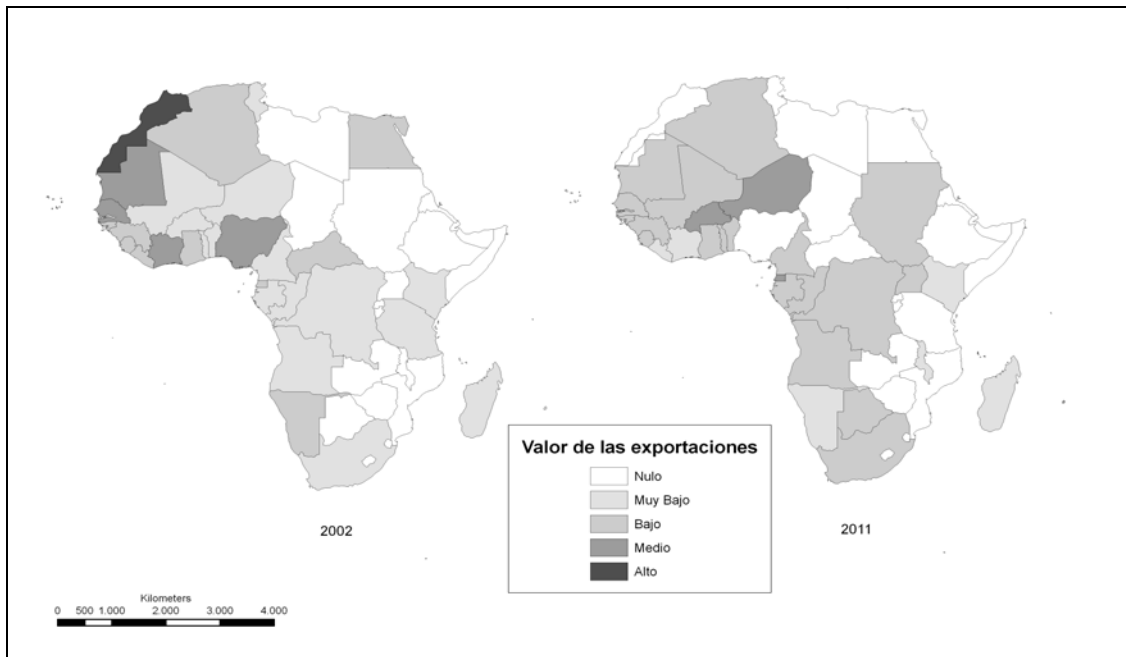 Valor de las exportaciones
Nulo
Muy Bajo
Bajo
Medio
Alto
2002
2011
Kilometers
0 500 1.000 2.000 3.000 4.000